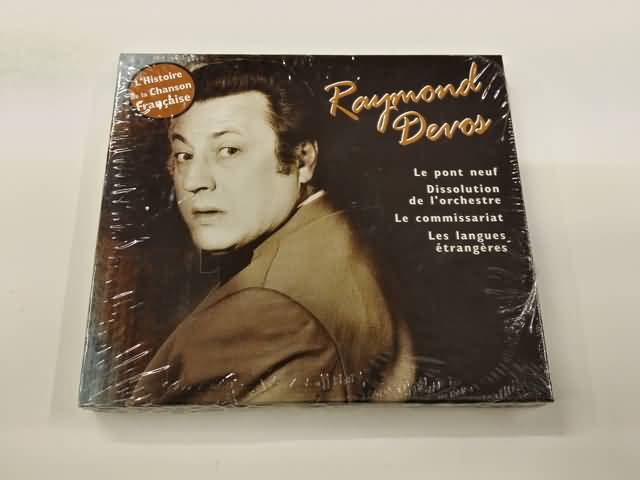 L'Histoire
de la Chanson
Française
Raymond
Devos
Le pont neuf
Dissolution
de l'orchestre
Le commissariat
Les langues
étrangères